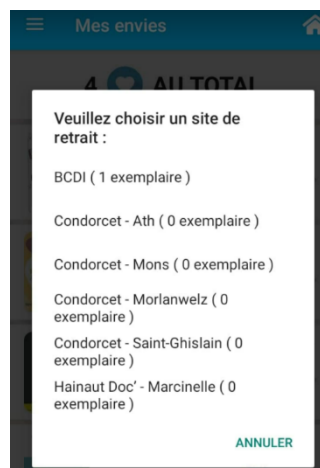 Mes envies
4 AU TOTAL
Veuillez choisir un site de
retrait :
BCDI ( 1 exemplaire )
Condorcet - Ath ( 0 exemplaire )
Condorcet - Mons ( 0 exemplaire )
Condorcet - Morlanwelz ( 0
exemplaire )
Condorcet - Saint-Ghislain ( 0
exemplaire )
Hainaut Doc’ - Marcinelle ( 0
exemplaire )
ANNULER